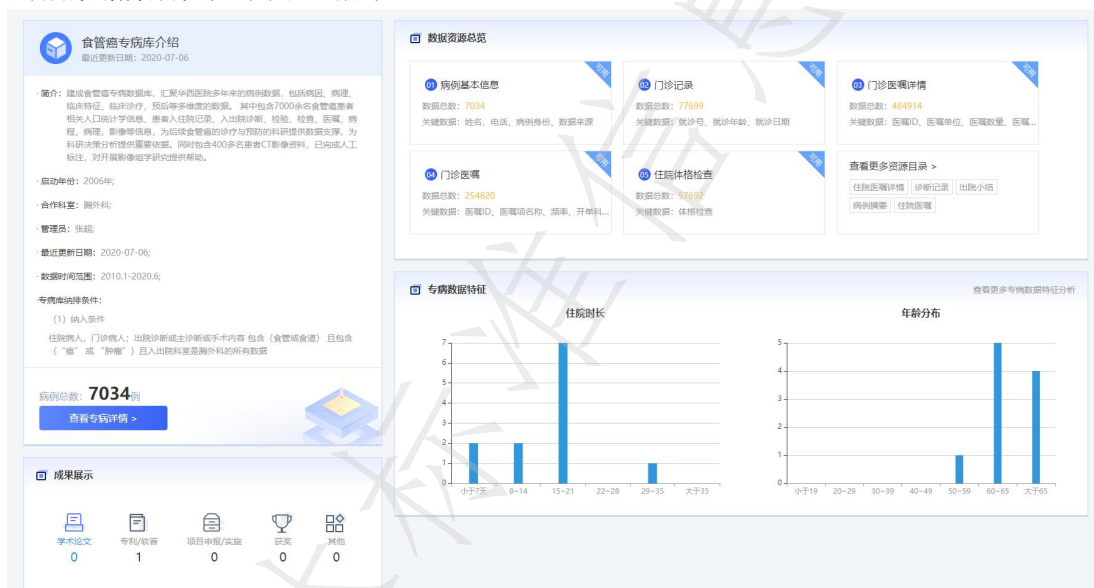 食管癌专病库介绍
最近更新日期：2020-07-06
·简介：建成食管癌专病数据库，汇聚华西医院多年来的病例数据，包括病因、病理、
临床特征、临床诊疗、预后等多维度的数据。 其中包含7000余名食管癌患者
相关人口统计学信息、患者入住院记录、入出院诊断、检验、检查、医嘱、病
程，病理，影像等信息，为后续食管癌的诊疗与预防的科研提供数据支撑，为
科研决策分析提供重要依据。同时包含400多名患者CT影像资料，已完成人工
标注，对开展影像组学研究提供帮助。
·启动年份：2006年;
·合作科室：胸外科;
·管理员：张超;
·最近更新日期：2020-07-06;
·数据时间范围：2010.1-2020.6;
·专病库纳排条件：
（1）纳入条件
住院病人，门诊病人；出院诊断或主诊断或手术内容 包含（食管或食道） 且包含
（ “癌” 或 “肿瘤” ）且入出院科室是胸外科的所有数据
病例总数：7034例
查看专病详情 >
成果展示
学术论文 专利/软著 项目申报/实施 获奖 其他
0 1 0 0 0
数据资源总览
01 病例基本信息 可用
数据总数：7034
关键数据：姓名、电话、病例身份、数据来源
02 门诊记录 可用
数据总数：77699
关键数据：就诊号、就诊年龄、就诊日期
03 门诊医嘱详情 可用
数据总数：484914
关键数据：医嘱ID、医嘱单位、医嘱数量、医嘱...
04 门诊医嘱 可用
数据总数：254820
关键数据：医嘱ID、医嘱项名称、频率、开单科...
05 住院体格检查 可用
数据总数：57692
关键数据：体格检查
查看更多资源目录 >
住院医嘱详情 诊断记录 出院小结
病例摘要 住院医嘱
专病数据特征
查看更多专病数据特征分析
住院时长
7
6
5
4
3
2
1
0
小于7天 8-14 15-21 22-28 29-35 大于35
年龄分布
5
4
3
2
1
0
小于19 20-29 30-39 40-49 50-59 60-65 大于65